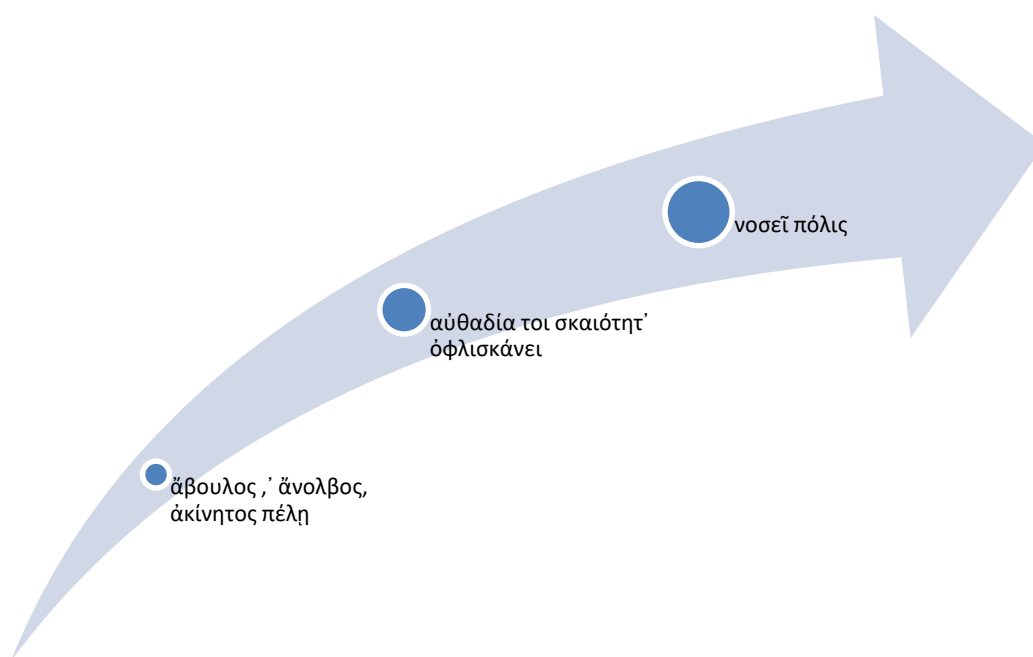 νοσεῖ πόλις
αὐθαδία τοι σκαιότητ᾽
ὀφλισκάνει
ἄβουλος ,᾽ ἄνολβος,
ἀκίνητος πέλῃ